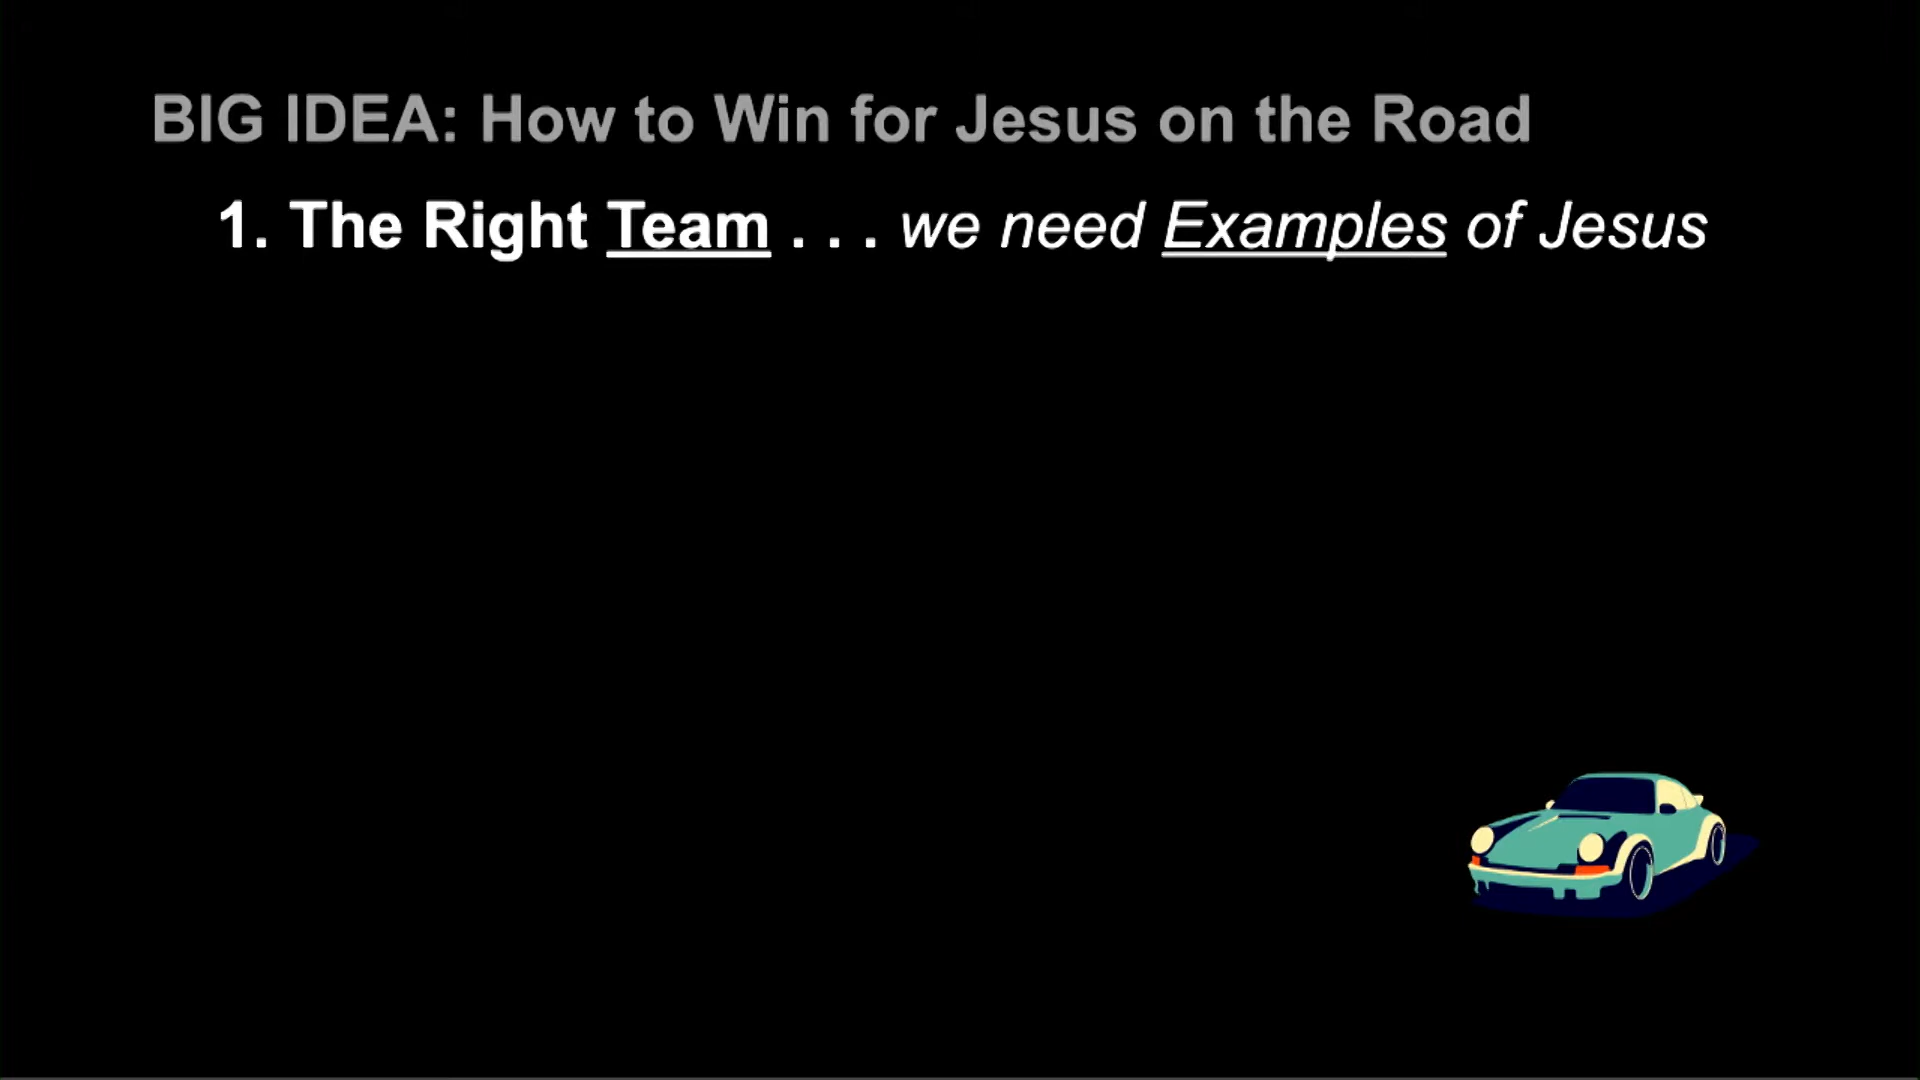 BIG IDEA: How to Win for Jesus on the Road
1. The Right Team . . . we need Examples of Jesus